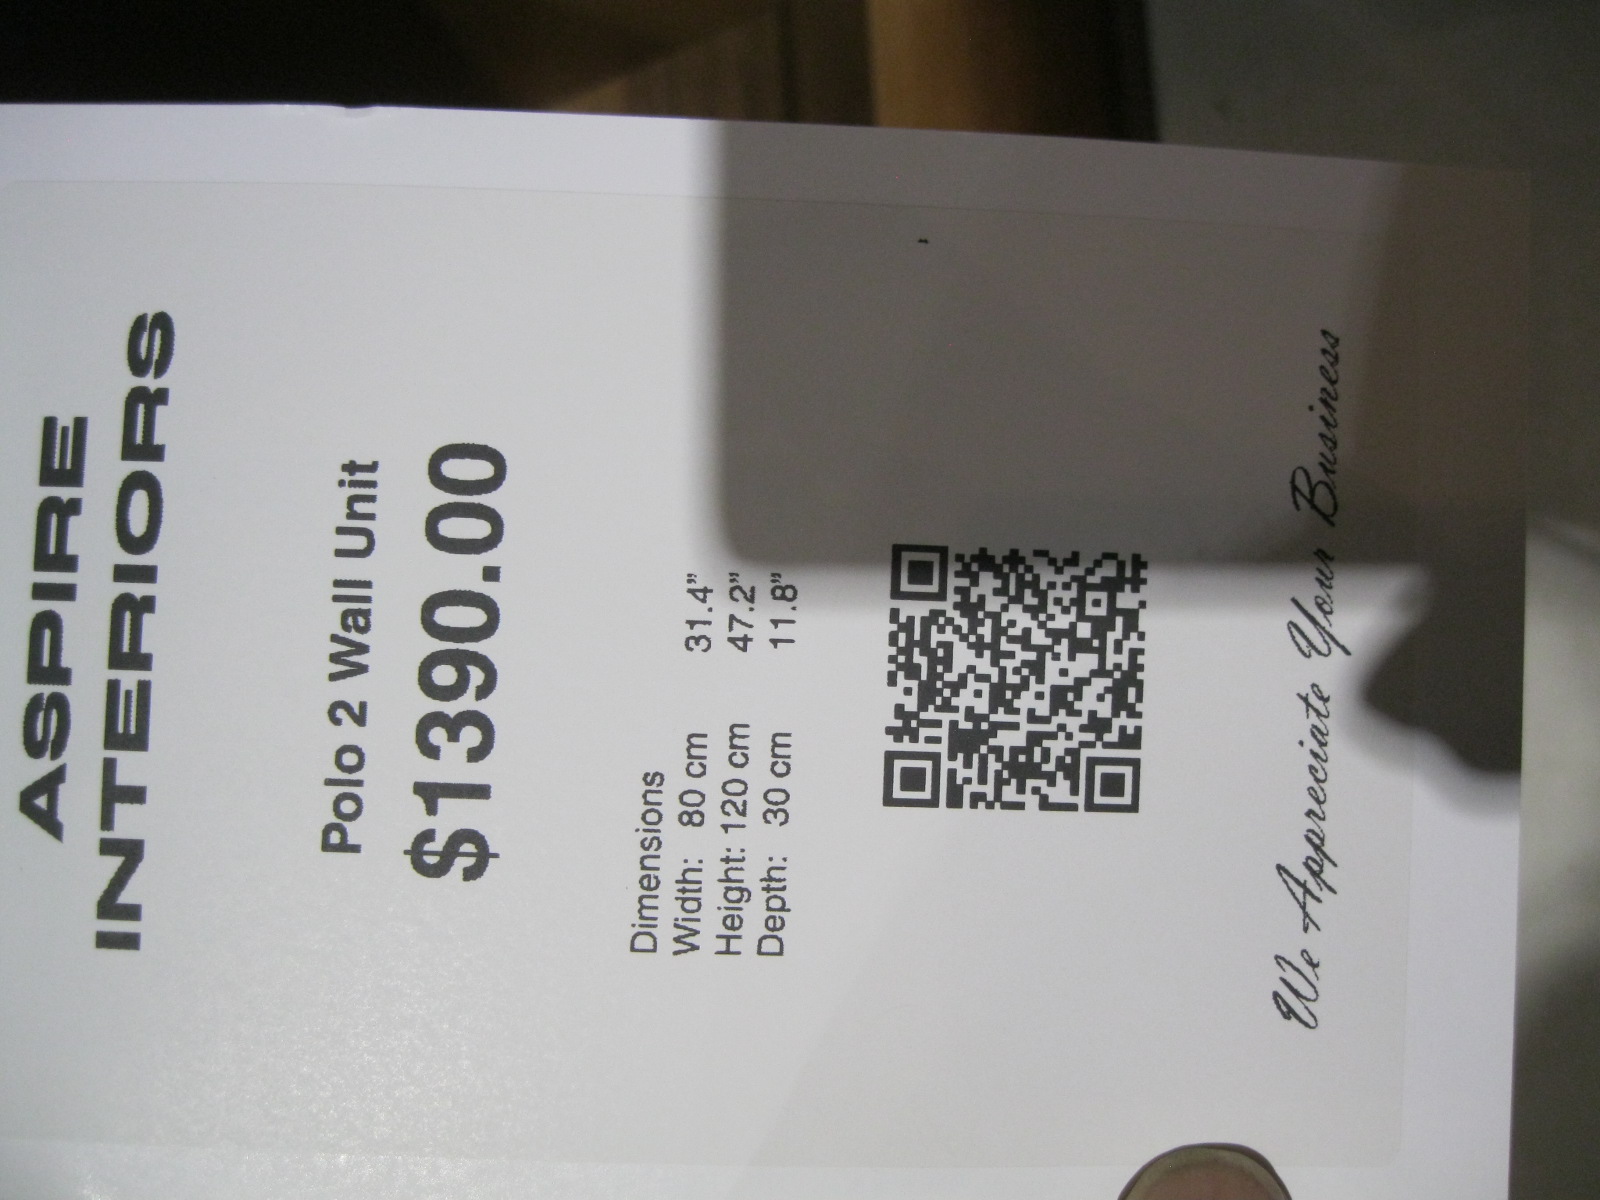 ASPIRE
INTERIORS
Polo 2 Wall Unit
$1390.00
Dimensions
Width: 80 cm 31.4”
Height: 120 cm 47.2”
Depth: 30 cm 11.8”
We Appreciate Your Business